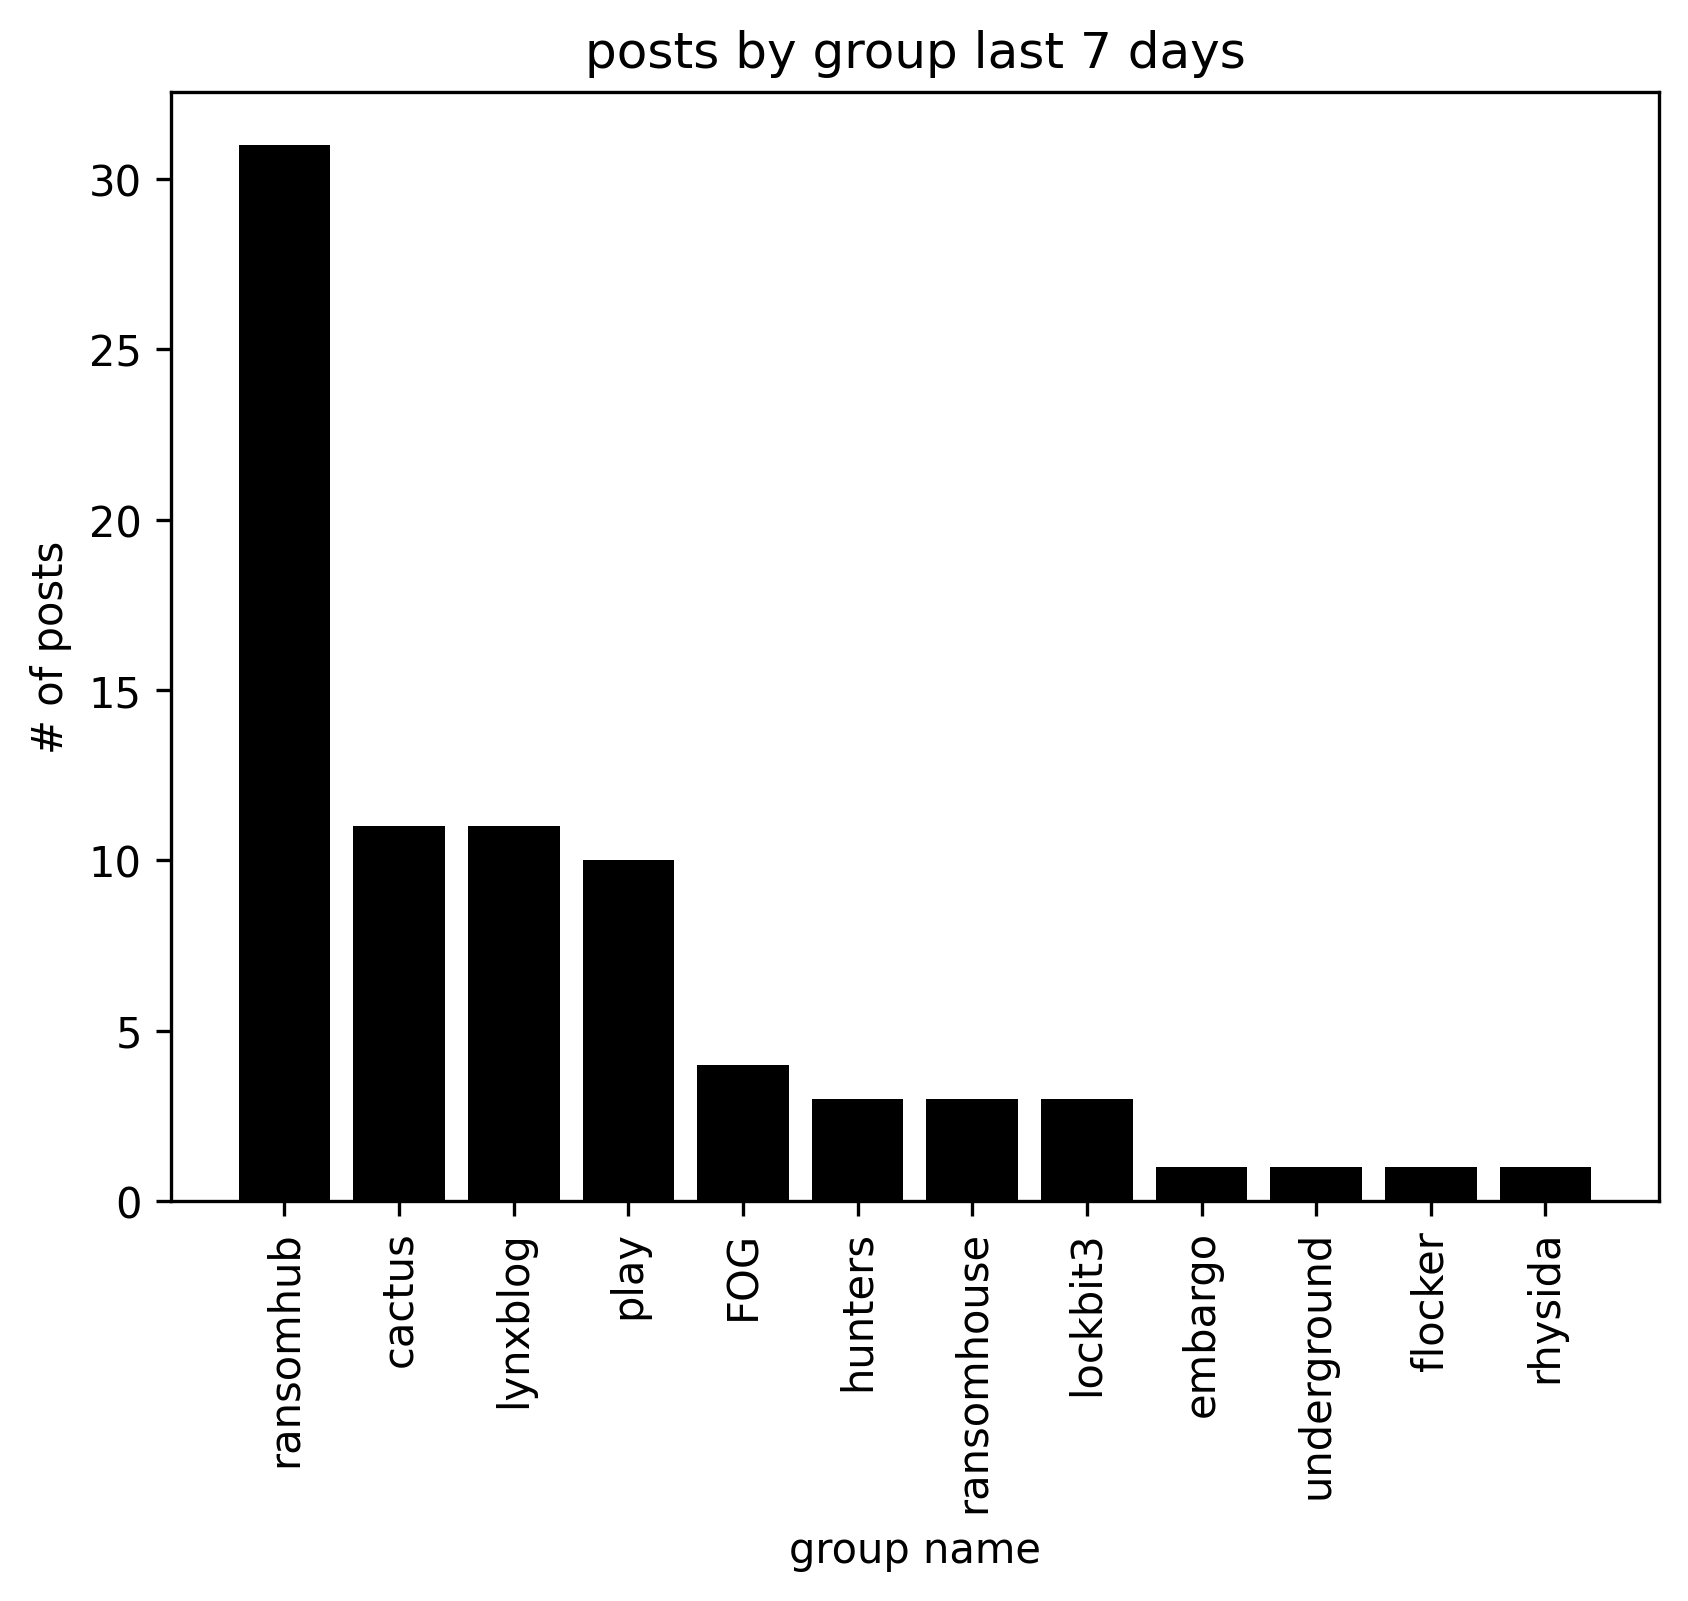 posts by group last 7 days
# of posts
30
25
20
15
10
5
0
ransomhub
cactus
lynxblog
play
FOG
hunters
ransomhouse
lockbit3
embargo
underground
flocker
rhysida
group name